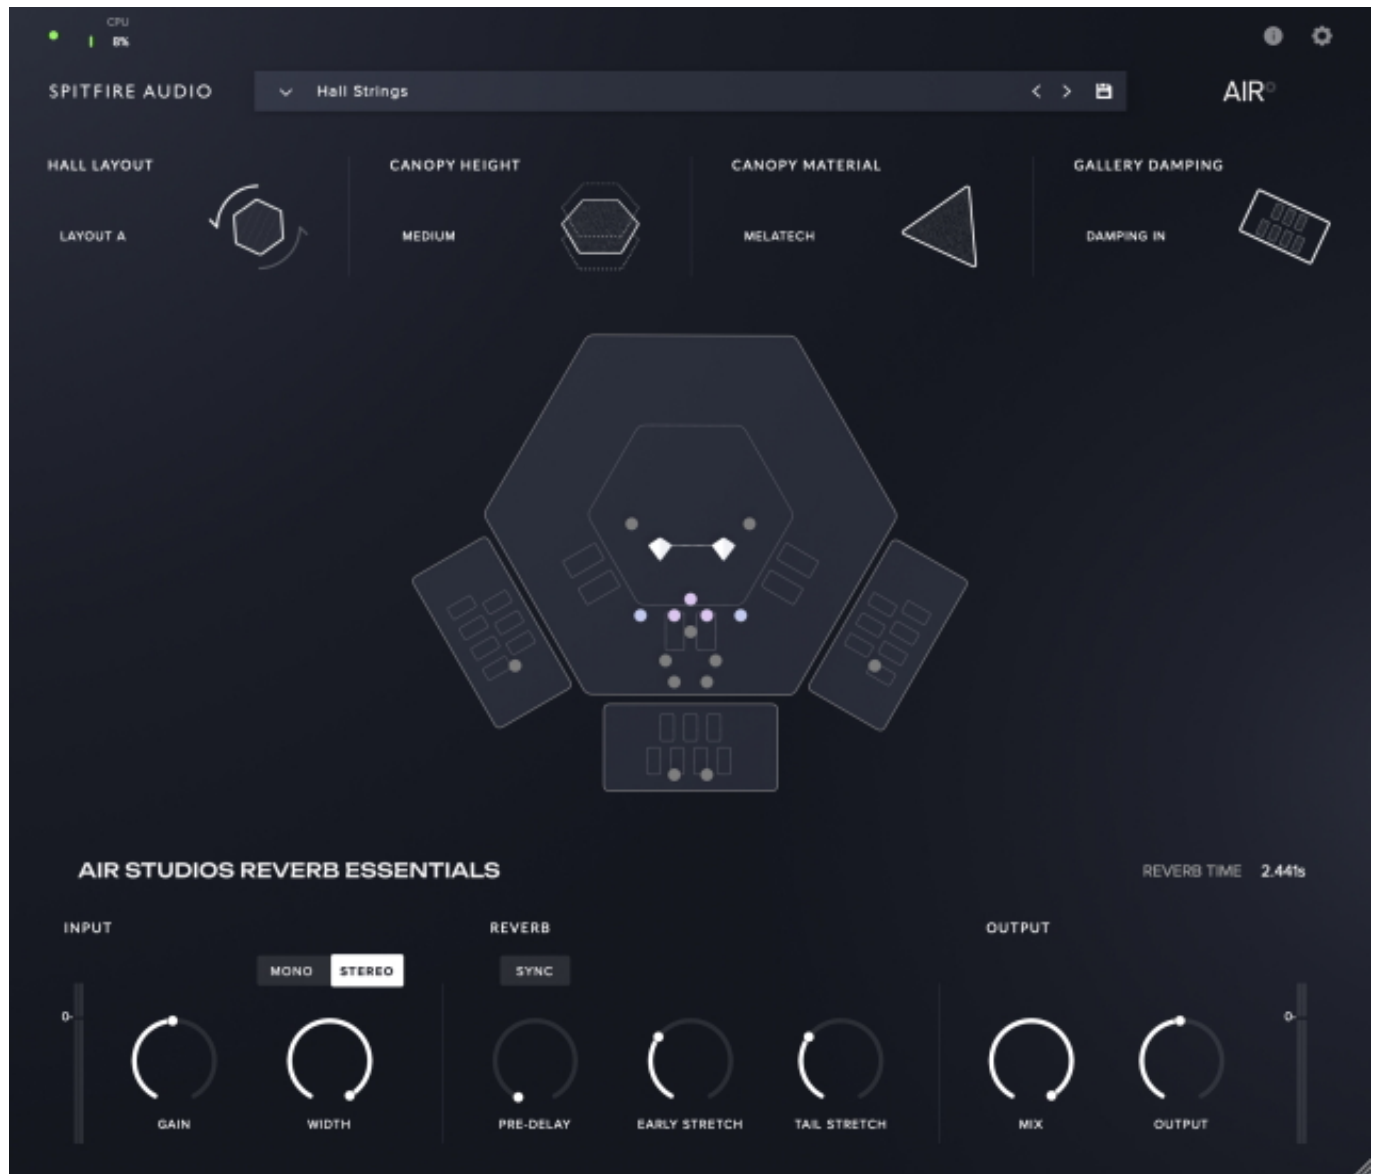 CPU
8%
SPITFIRE AUDIO
Hall Strings
AIR
HALL LAYOUT
CANOPY HEIGHT
CANOPY MATERIAL
GALLERY DAMPING
LAYOUT A
MEDIUM
MELATECH
DAMPING IN
AIR STUDIOS REVERB ESSENTIALS
REVERB TIME 2.441s
INPUT
REVERB
OUTPUT
MONO STEREO
SYNC
0-
0-
GAIN
WIDTH
PRE-DELAY
EARLY STRETCH
TAIL STRETCH
MIX
OUTPUT